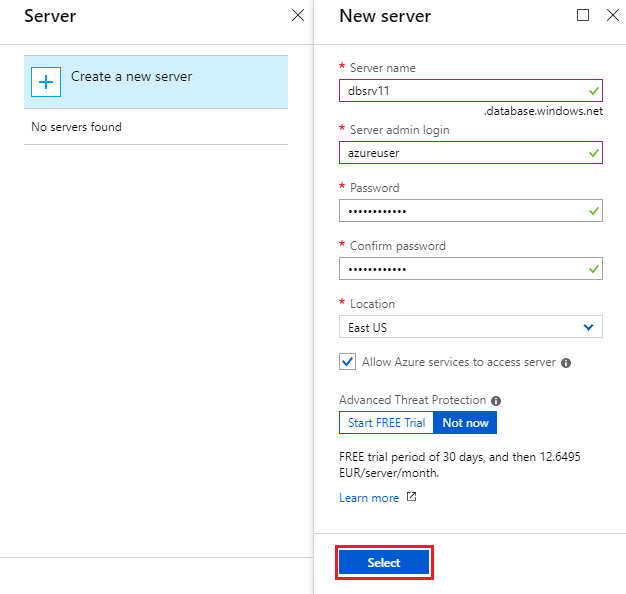 Server
Create a new server
No servers found
New server
* Server name
dbsrv11
.database.windows.net
* Server admin login
azureuser
* Password
••••••••••••
* Confirm password
••••••••••••
* Location
East US
Allow Azure services to access server
Advanced Threat Protection
Start FREE Trial Not now
FREE trial period of 30 days, and then 12.6495
EUR/server/month.
Learn more
Select